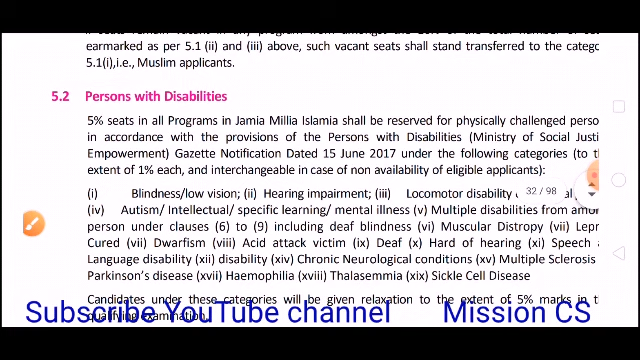 earmarked as per 5.1 (ii) and (iii) above, such vacant seats shall stand transferred to the
5.1(i),i.e., Muslim applicants.
5.2 Persons with Disabilities
5% seats in all Programs in Jamia Millia Islamia shall be reserved for physically challenged
in accordance with the provisions of the Persons with Disabilities (Ministry of Social
Empowerment) Gazette Notification Dated 15 June 2017 under the following categories (to
extent of 1% each, and interchangeable in case of non availability of eligible applicants):
(i) Blindness/low vision; (ii) Hearing impairment; (iii) Locomotor disability
32 / 98
(iv) Autism/ Intellectual/ specific learning/ mental illness (v) Multiple disabilities from
person under clauses (6) to (9) including deaf blindness (vi) Muscular Distropy (vii)
Cured (vii) Dwarfism (viii) Acid attack victim (ix) Deaf (x) Hard of hearing (xi) Speech
Language disability (xii) disability (xiv) Chronic Neurological conditions (xv) Multiple Sclerosis
Parkinson's disease (xvii) Haemophilia (xviii) Thalassemia (xix) Sickle Cell Disease
Candidates under these categories will be given relaxation to the extent of 5% marks in
qualifying examination.
Subscribe YouTube channel Mission CS